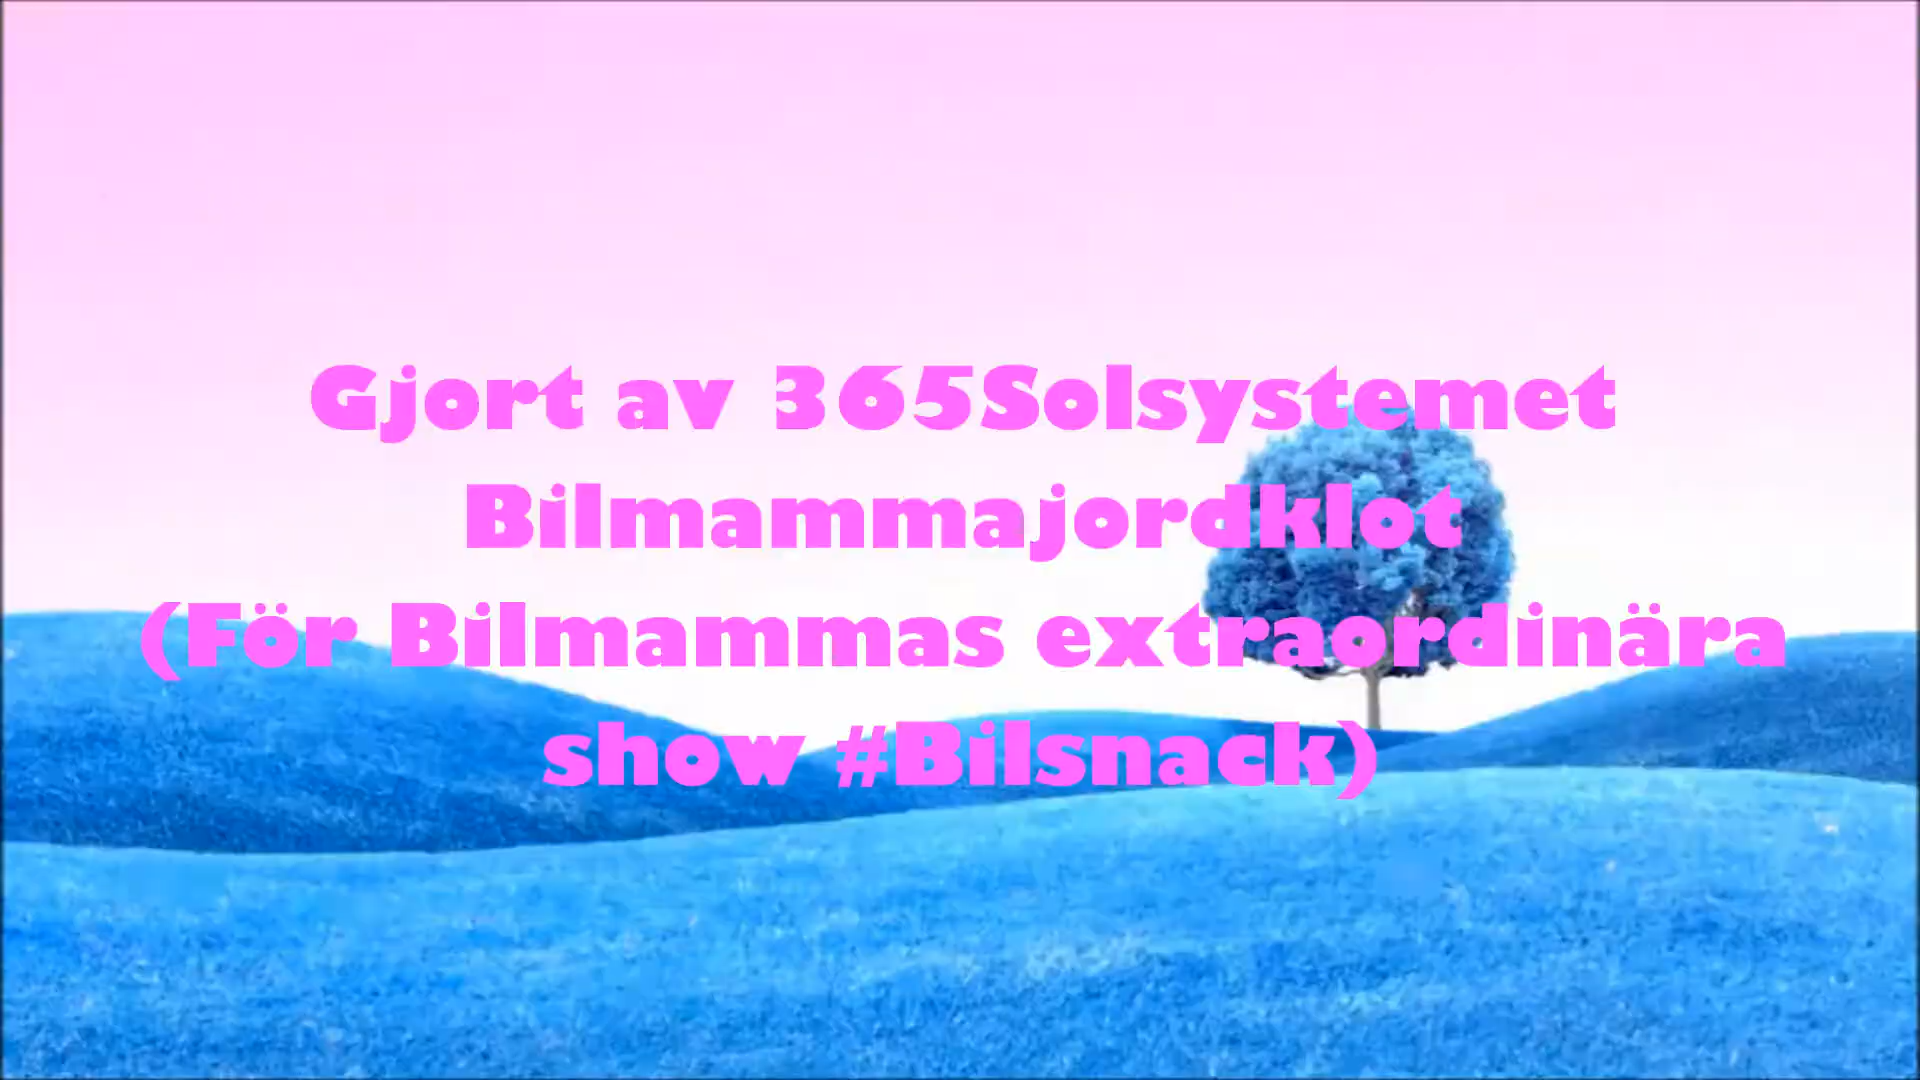 Gjort av 365Solsystemet
Bilmammajordklot
(För Bilmammas extraordinära
show #Bilsnack)